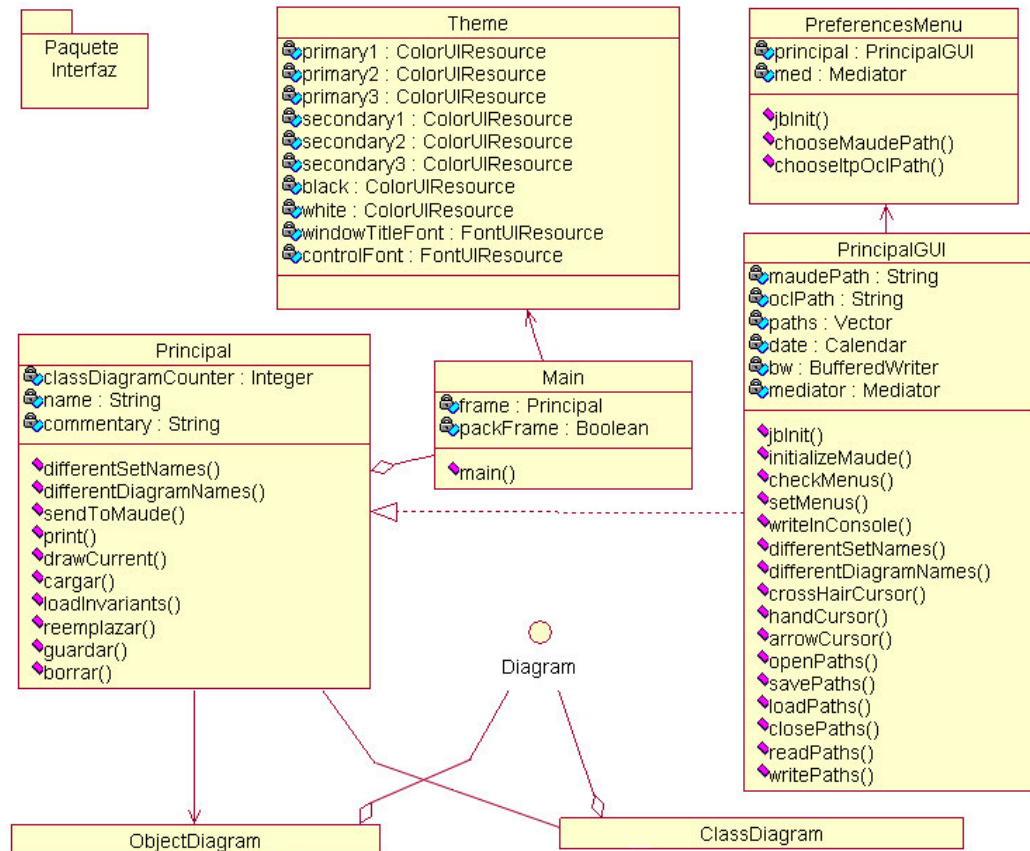 Paquete
Interfaz
Theme
primary1 : ColorUIResource
primary2 : ColorUIResource
primary3 : ColorUIResource
secondary1 : ColorUIResource
secondary2 : ColorUIResource
secondary3 : ColorUIResource
black : ColorUIResource
white : ColorUIResource
windowTitleFont : FontUIResource
controlFont : FontUIResource
PreferencesMenu
principal : PrincipalGUI
med : Mediator
jbInit()
chooseMaudePath()
chooseItpOclPath()
Principal
classDiagramCounter : Integer
name : String
commentary : String
differentSetNames()
differentDiagramNames()
sendToMaude()
print()
drawCurrent()
cargar()
loadInvariants()
reemplazar()
guardar()
borrar()
Main
frame : Principal
packFrame : Boolean
main()
PrincipalGUI
maudePath : String
oclPath : String
paths : Vector
date : Calendar
bw : BufferedWriter
mediator : Mediator
jbInit()
initializeMaude()
checkMenus()
setMenus()
writeInConsole()
differentSetNames()
differentDiagramNames()
crossHairCursor()
handCursor()
arrowCursor()
openPaths()
savePaths()
loadPaths()
closePaths()
readPaths()
writePaths()
Diagram
ObjectDiagram
ClassDiagram